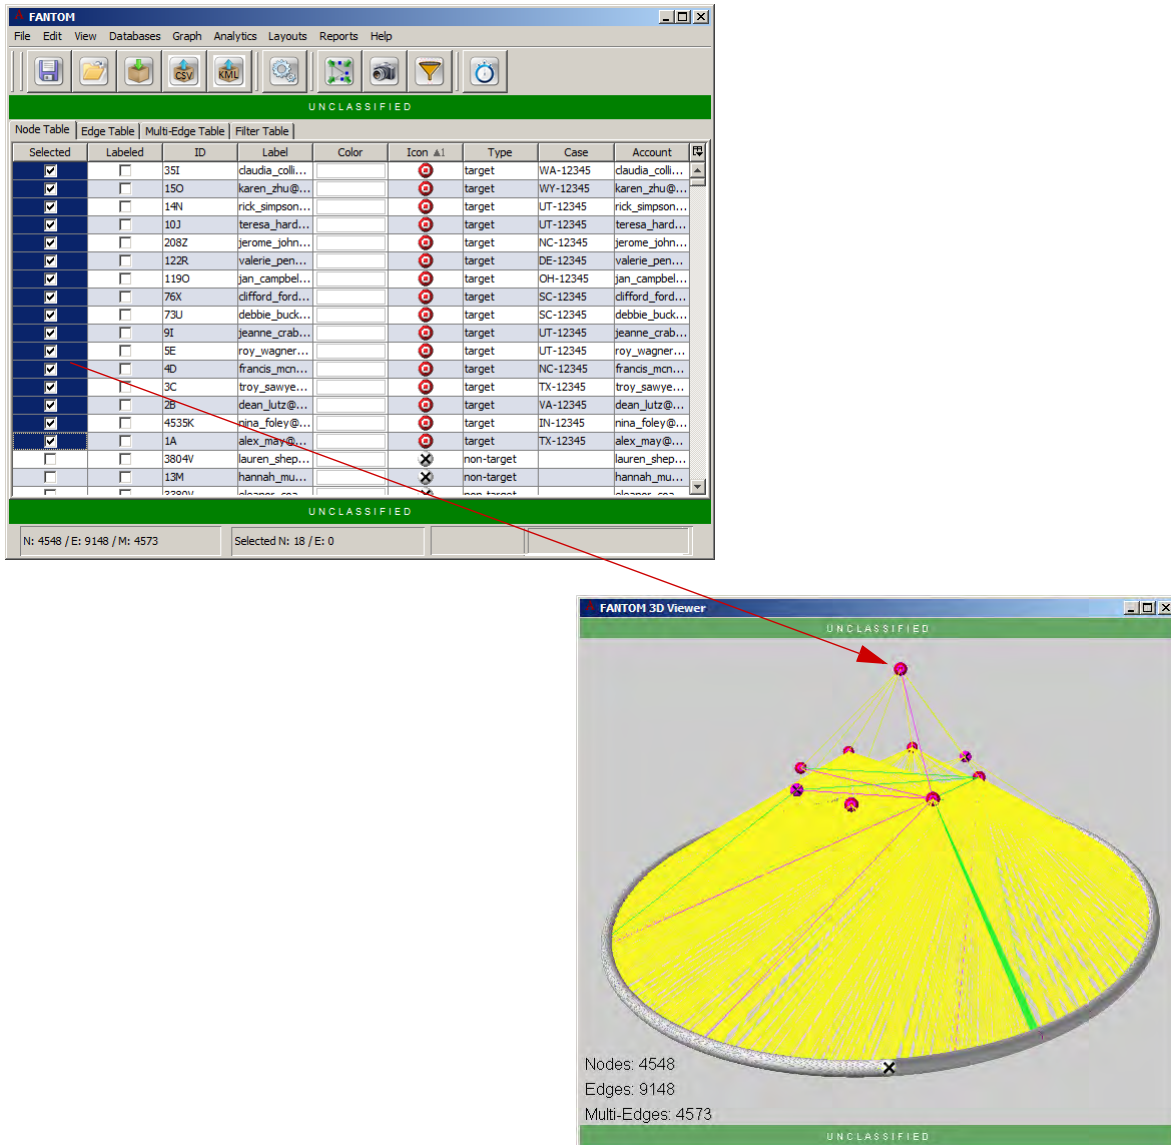 FANTOM
File Edit View Databases Graph Analytics Layouts Reports Help
CSV KML
UNCLASSIFIED
Node Table Edge Table Multi-Edge Table Filter Table
Selected Labeled ID Label Color Icon ▲1 Type Case Account
35I claudia_colli... target WA-12345 claudia_colli...
15O karen_zhu@... target WY-12345 karen_zhu@...
14N rick_simpson... target UT-12345 rick_simpson...
10J teresa_hard... target UT-12345 teresa_hard...
208Z jerome_john... target NC-12345 jerome_john...
122R valerie_pen... target DE-12345 valerie_pen...
119O jan_campbel... target OH-12345 jan_campbel...
76X clifford_ford... target SC-12345 clifford_ford...
73U debbie_buck... target SC-12345 debbie_buck...
9I jeanne_crab... target UT-12345 jeanne_crab...
5E roy_wagner... target UT-12345 roy_wagner...
4D francis_mcn... target NC-12345 francis_mcn...
3C troy_sawye... target TX-12345 troy_sawye...
2B dean_lutz@... target VA-12345 dean_lutz@...
4535K nina_foley@... target IN-12345 nina_foley@...
1A alex_may@... target TX-12345 alex_may@...
3804V lauren_shep... non-target lauren_shep...
13M hannah_mu... non-target hannah_mu...
UNCLASSIFIED
N: 4548 / E: 9148 / M: 4573 Selected N: 18 / E: 0
FANTOM 3D Viewer
UNCLASSIFIED
Nodes: 4548
Edges: 9148
Multi-Edges: 4573
UNCLASSIFIED